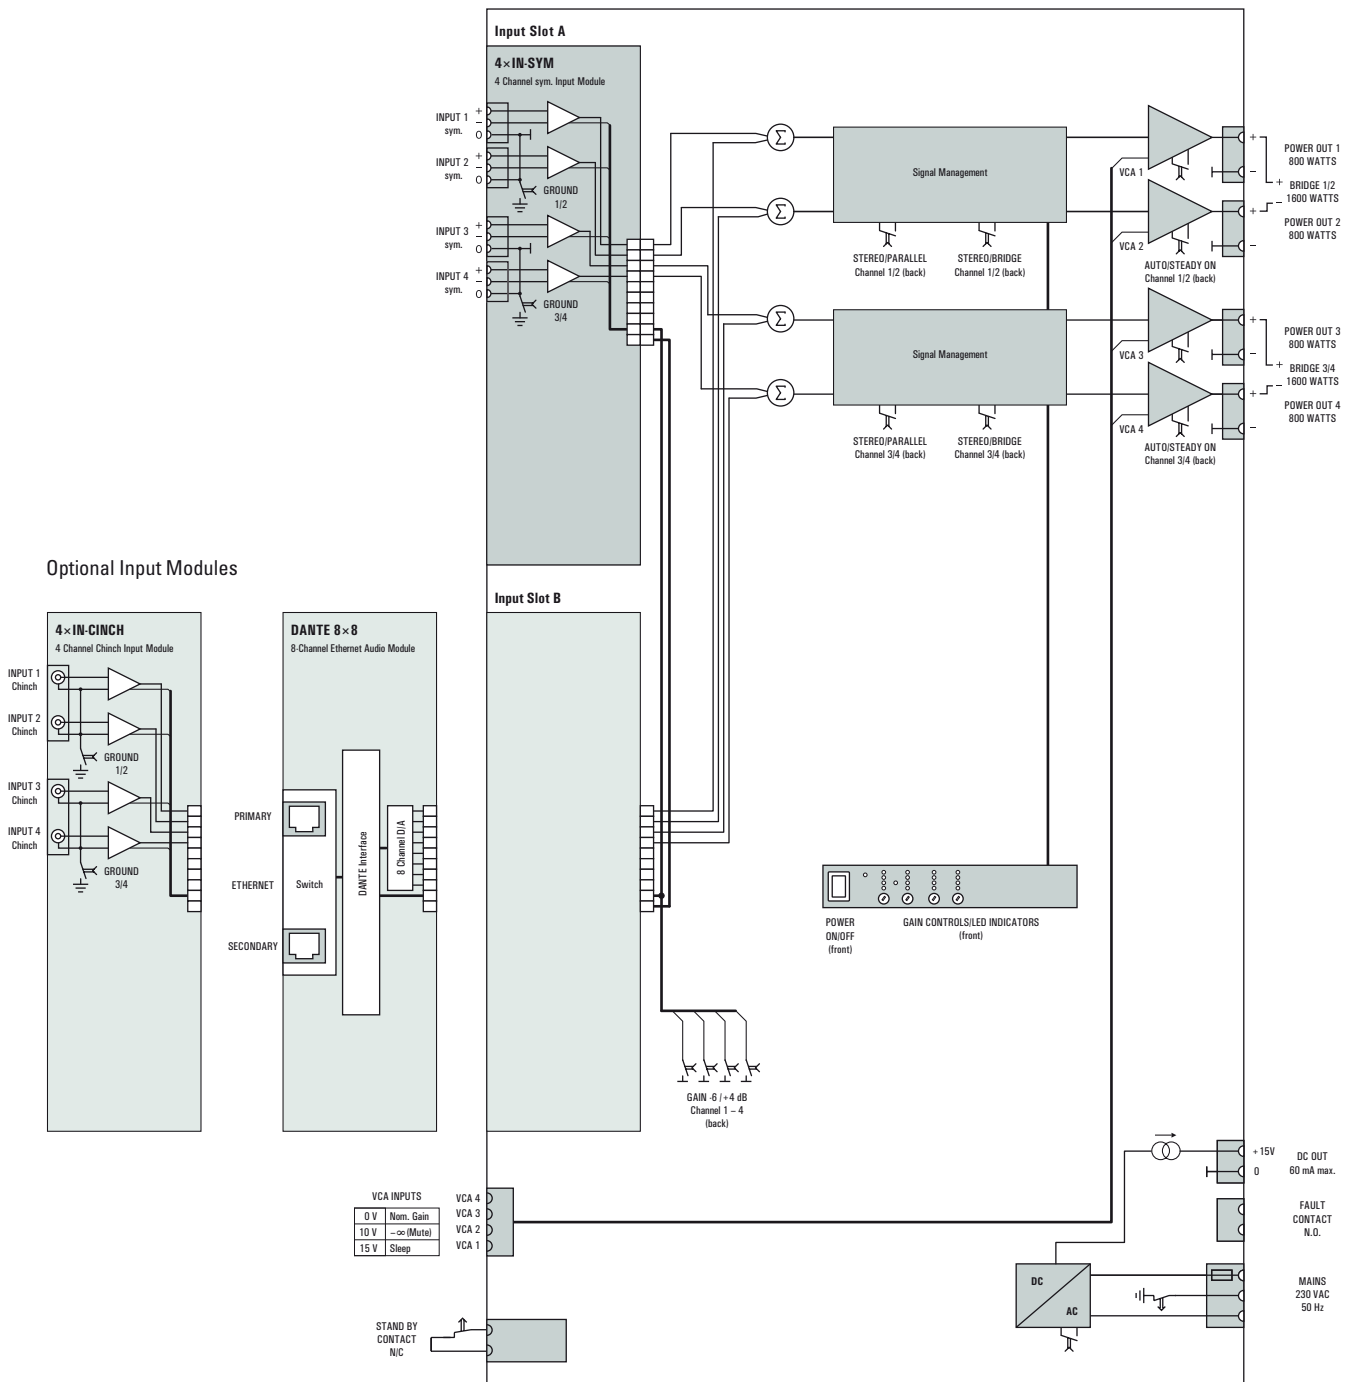 Input Slot A
4×IN-SYM
4 Channel sym. Input Module
INPUT 1
sym.
+
−
0
INPUT 2
sym.
+
−
0
GROUND
1/2
INPUT 3
sym.
+
−
0
INPUT 4
sym.
+
−
0
GROUND
3/4
Σ
Σ
Signal Management
STEREO/PARALLEL
Channel 1/2 (back)
STEREO/BRIDGE
Channel 1/2 (back)
VCA 1
VCA 2
AUTO/STEADY ON
Channel 1/2 (back)
+
−
POWER OUT 1
800 WATTS
+ BRIDGE 1/2
− 1600 WATTS
+
−
POWER OUT 2
800 WATTS
Σ
Σ
Signal Management
STEREO/PARALLEL
Channel 3/4 (back)
STEREO/BRIDGE
Channel 3/4 (back)
VCA 3
VCA 4
AUTO/STEADY ON
Channel 3/4 (back)
+
−
POWER OUT 3
800 WATTS
+ BRIDGE 3/4
− 1600 WATTS
+
−
POWER OUT 4
800 WATTS
Optional Input Modules
4×IN-CINCH
4 Channel Chinch Input Module
INPUT 1
Chinch
INPUT 2
Chinch
GROUND
1/2
INPUT 3
Chinch
INPUT 4
Chinch
GROUND
3/4
DANTE 8×8
8-Channel Ethernet Audio Module
PRIMARY
ETHERNET
SECONDARY
Switch
DANTE Interface
8 Channel D/A
Input Slot B
POWER
ON/OFF
(front)
GAIN CONTROLS/LED INDICATORS
(front)
GAIN -6 / +4 dB
Channel 1 – 4
(back)
VCA INPUTS
0 V Nom. Gain
10 V −∞ (Mute)
15 V Sleep
VCA 4
VCA 3
VCA 2
VCA 1
STAND BY
CONTACT
N/C
+ 15V
0
DC OUT
60 mA max.
FAULT
CONTACT
N.O.
DC
AC
MAINS
230 VAC
50 Hz